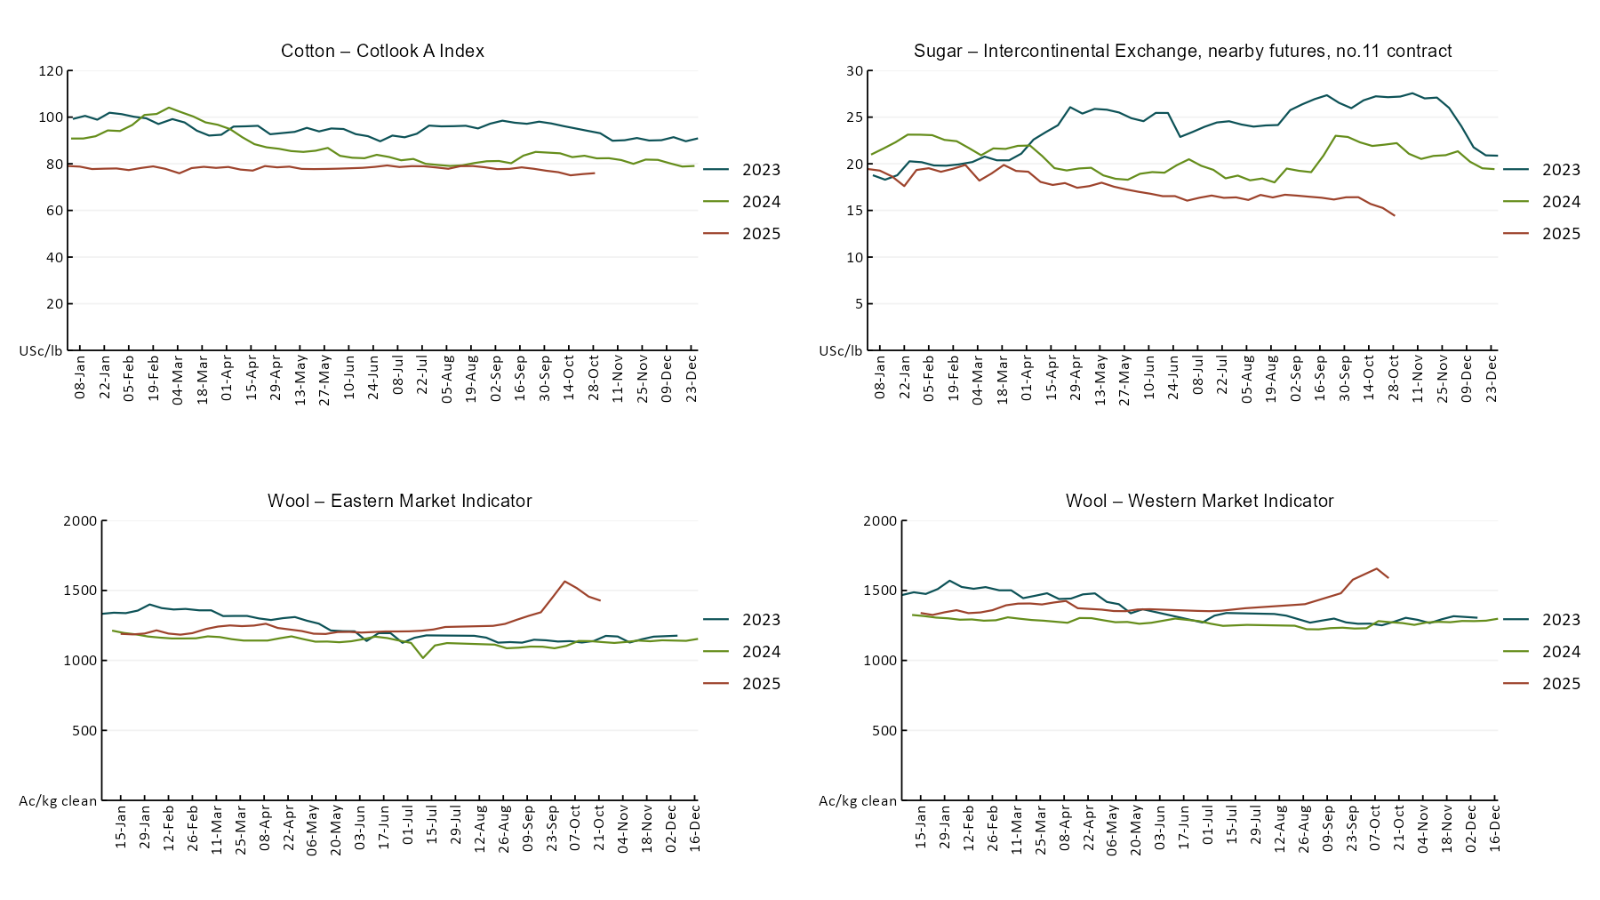 Cotton – Cotlook A Index
120
100
80
60
40
20
USc/lb
08-Jan
22-Jan
05-Feb
19-Feb
04-Mar
18-Mar
01-Apr
15-Apr
29-Apr
13-May
27-May
10-Jun
24-Jun
08-Jul
22-Jul
05-Aug
19-Aug
02-Sep
16-Sep
30-Sep
14-Oct
28-Oct
11-Nov
25-Nov
09-Dec
23-Dec
2023
2024
2025
Sugar – Intercontinental Exchange, nearby futures, no.11 contract
30
25
20
15
10
5
USc/lb
08-Jan
22-Jan
05-Feb
19-Feb
04-Mar
18-Mar
01-Apr
15-Apr
29-Apr
13-May
27-May
10-Jun
24-Jun
08-Jul
22-Jul
05-Aug
19-Aug
02-Sep
16-Sep
30-Sep
14-Oct
28-Oct
11-Nov
25-Nov
09-Dec
23-Dec
2023
2024
2025
Wool – Eastern Market Indicator
2000
1500
1000
500
Ac/kg clean
15-Jan
29-Jan
12-Feb
26-Feb
11-Mar
25-Mar
08-Apr
22-Apr
06-May
20-May
03-Jun
17-Jun
01-Jul
15-Jul
29-Jul
12-Aug
26-Aug
09-Sep
23-Sep
07-Oct
21-Oct
04-Nov
18-Nov
02-Dec
16-Dec
2023
2024
2025
Wool – Western Market Indicator
2000
1500
1000
500
Ac/kg clean
15-Jan
29-Jan
12-Feb
26-Feb
11-Mar
25-Mar
08-Apr
22-Apr
06-May
20-May
03-Jun
17-Jun
01-Jul
15-Jul
29-Jul
12-Aug
26-Aug
09-Sep
23-Sep
07-Oct
21-Oct
04-Nov
18-Nov
02-Dec
16-Dec
2023
2024
2025